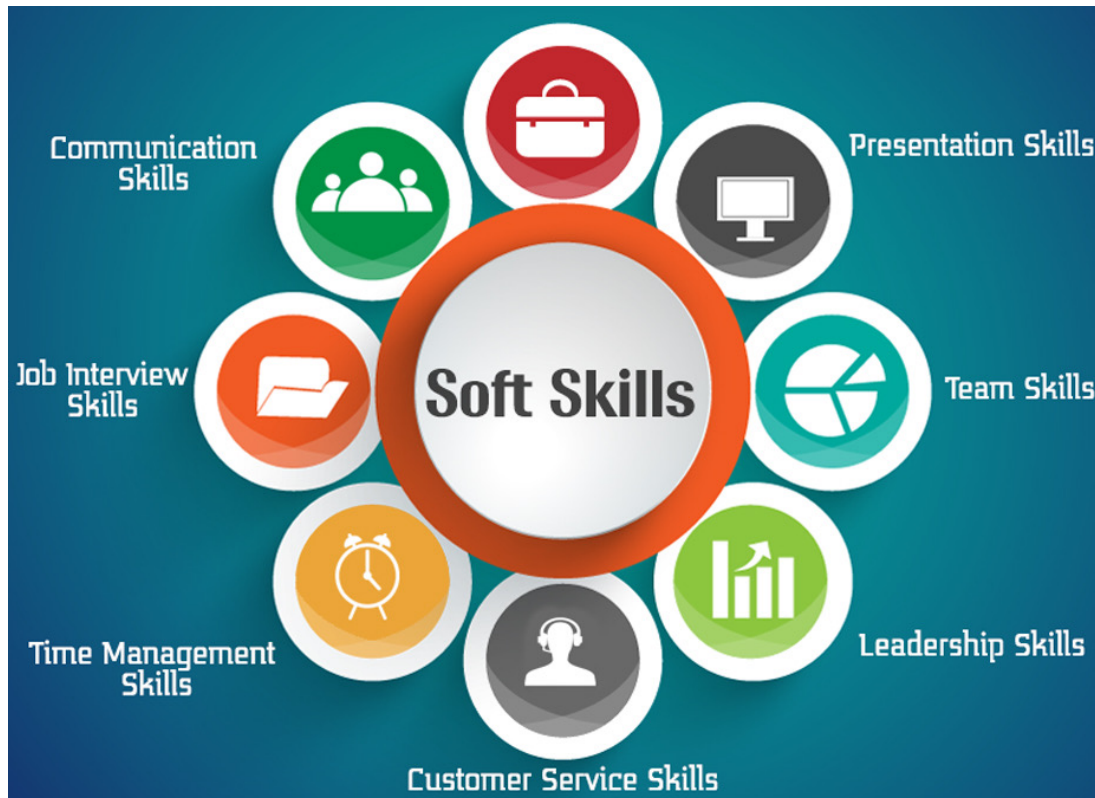 Communication
Skills
Presentation Skills
Job Interview
Skills
Soft Skills
Team Skills
Time Management
Skills
Leadership Skills
Customer Service Skills